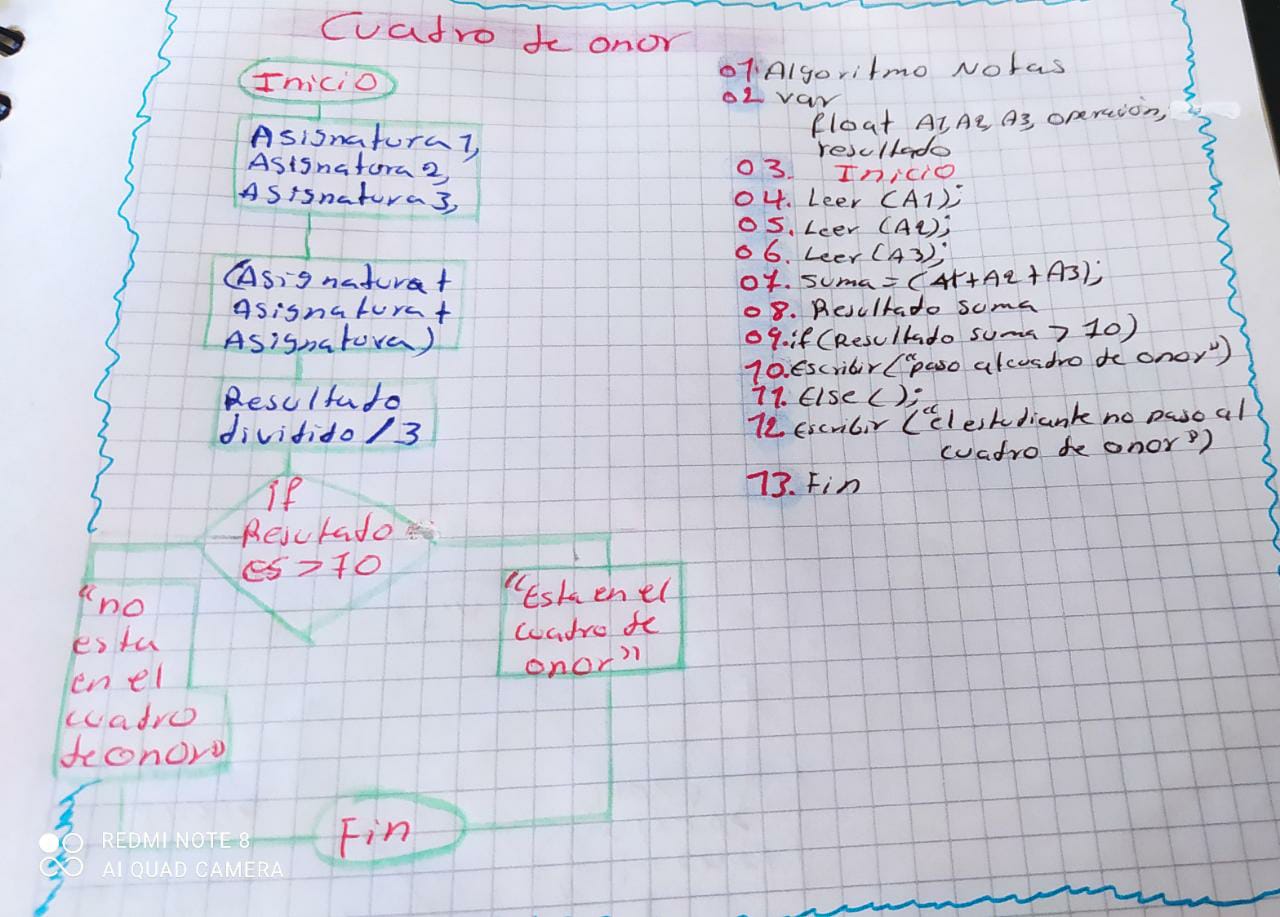 Cuadro de onor
Inicio
Asignatura 1,
Asignatura 2,
Asignatura 3,
(Asignatura +
Asignatura +
Asignatura)
Resultado
dividido / 3
if
Resultado
es > 10
"no
esta
en el
cuadro
de onor"
"Esta en el
cuadro de
onor"
Fin
01 Algoritmo Notas
02 var
float A1, A2, A3, operación,
resultado
03. Inicio
04. Leer (A1);
05. Leer (A2);
06. Leer (A3);
07. Suma = (A1+A2+A3);
08. Resultado suma
09. if (Resultado suma > 10)
10. escribir ("paso al cuadro de onor")
11. Else ();
12. escribir ("el estudiante no paso al
cuadro de onor")
13. Fin
REDMI NOTE 8
AI QUAD CAMERA